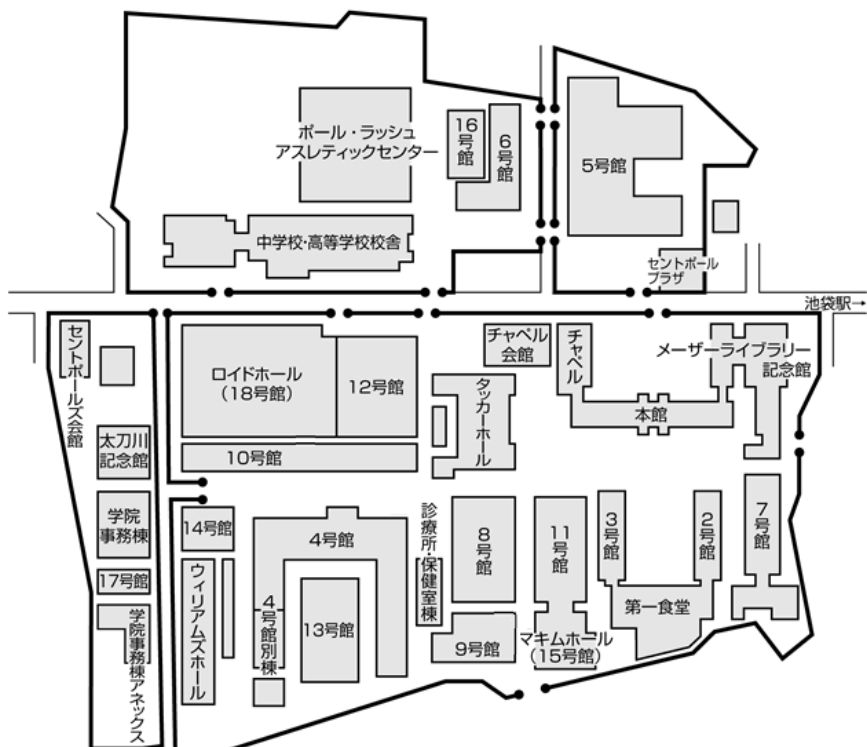 ポール・ラッシュ
アスレティックセンター
16号館
6号館
5号館
中学校・高等学校校舎
セントポール
プラザ
池袋駅→
セントポールズ会館
ロイドホール
(18号館)
12号館
チャペル
会館
チャペル
メーザーライブラリー
記念館
本館
タッカーホール
太刀川
記念館
10号館
学院
事務棟
14号館
4号館
診療所・保健室棟
8号館
11号館
3号館
2号館
7号館
17号館
ウィリアムズホール
4号館別棟
13号館
第一食堂
9号館
マキムホール
(15号館)
学院事務棟アネックス